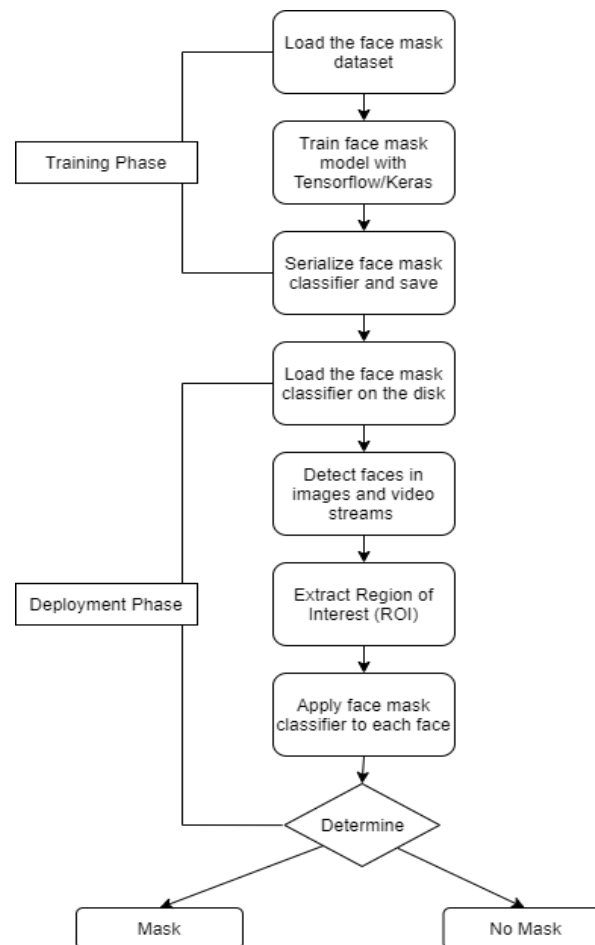 Load the face mask
dataset
Train face mask
model with
Tensorflow/Keras
Training Phase
Serialize face mask
classifier and save
Load the face mask
classifier on the disk
Detect faces in
images and video
streams
Extract Region of
Interest (ROI)
Deployment Phase
Apply face mask
classifier to each face
Determine
Mask
No Mask